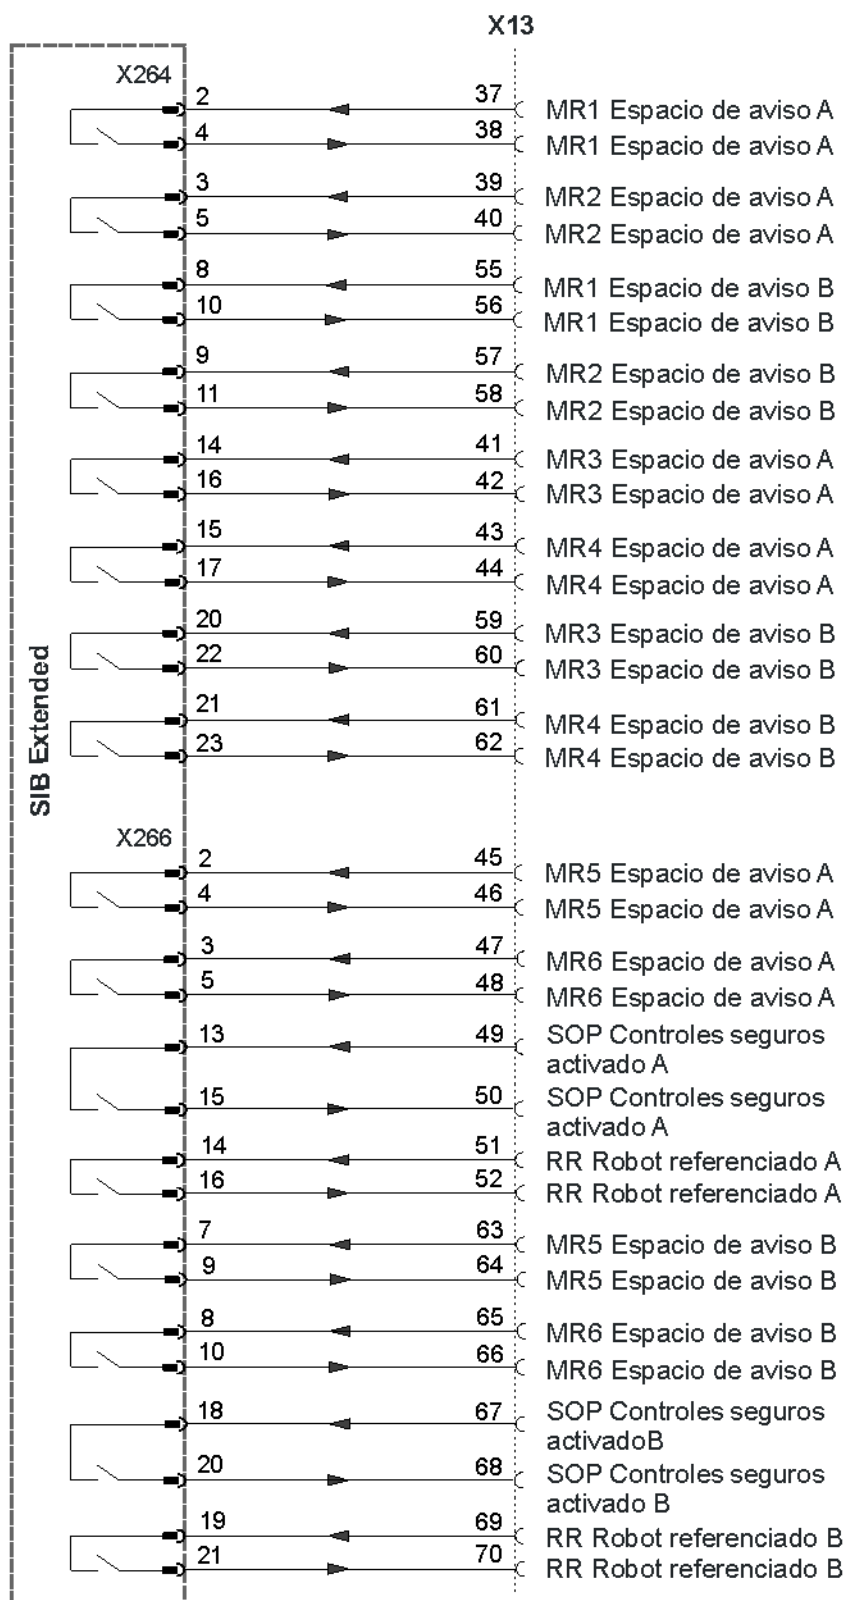 X13
SIB Extended
X264
2 37 MR1 Espacio de aviso A
4 38 MR1 Espacio de aviso A
3 39 MR2 Espacio de aviso A
5 40 MR2 Espacio de aviso A
8 55 MR1 Espacio de aviso B
10 56 MR1 Espacio de aviso B
9 57 MR2 Espacio de aviso B
11 58 MR2 Espacio de aviso B
14 41 MR3 Espacio de aviso A
16 42 MR3 Espacio de aviso A
15 43 MR4 Espacio de aviso A
17 44 MR4 Espacio de aviso A
20 59 MR3 Espacio de aviso B
22 60 MR3 Espacio de aviso B
21 61 MR4 Espacio de aviso B
23 62 MR4 Espacio de aviso B
X266
2 45 MR5 Espacio de aviso A
4 46 MR5 Espacio de aviso A
3 47 MR6 Espacio de aviso A
5 48 MR6 Espacio de aviso A
13 49 SOP Controles seguros
activado A
15 50 SOP Controles seguros
activado A
14 51 RR Robot referenciado A
16 52 RR Robot referenciado A
7 63 MR5 Espacio de aviso B
9 64 MR5 Espacio de aviso B
8 65 MR6 Espacio de aviso B
10 66 MR6 Espacio de aviso B
18 67 SOP Controles seguros
activadoB
20 68 SOP Controles seguros
activado B
19 69 RR Robot referenciado B
21 70 RR Robot referenciado B